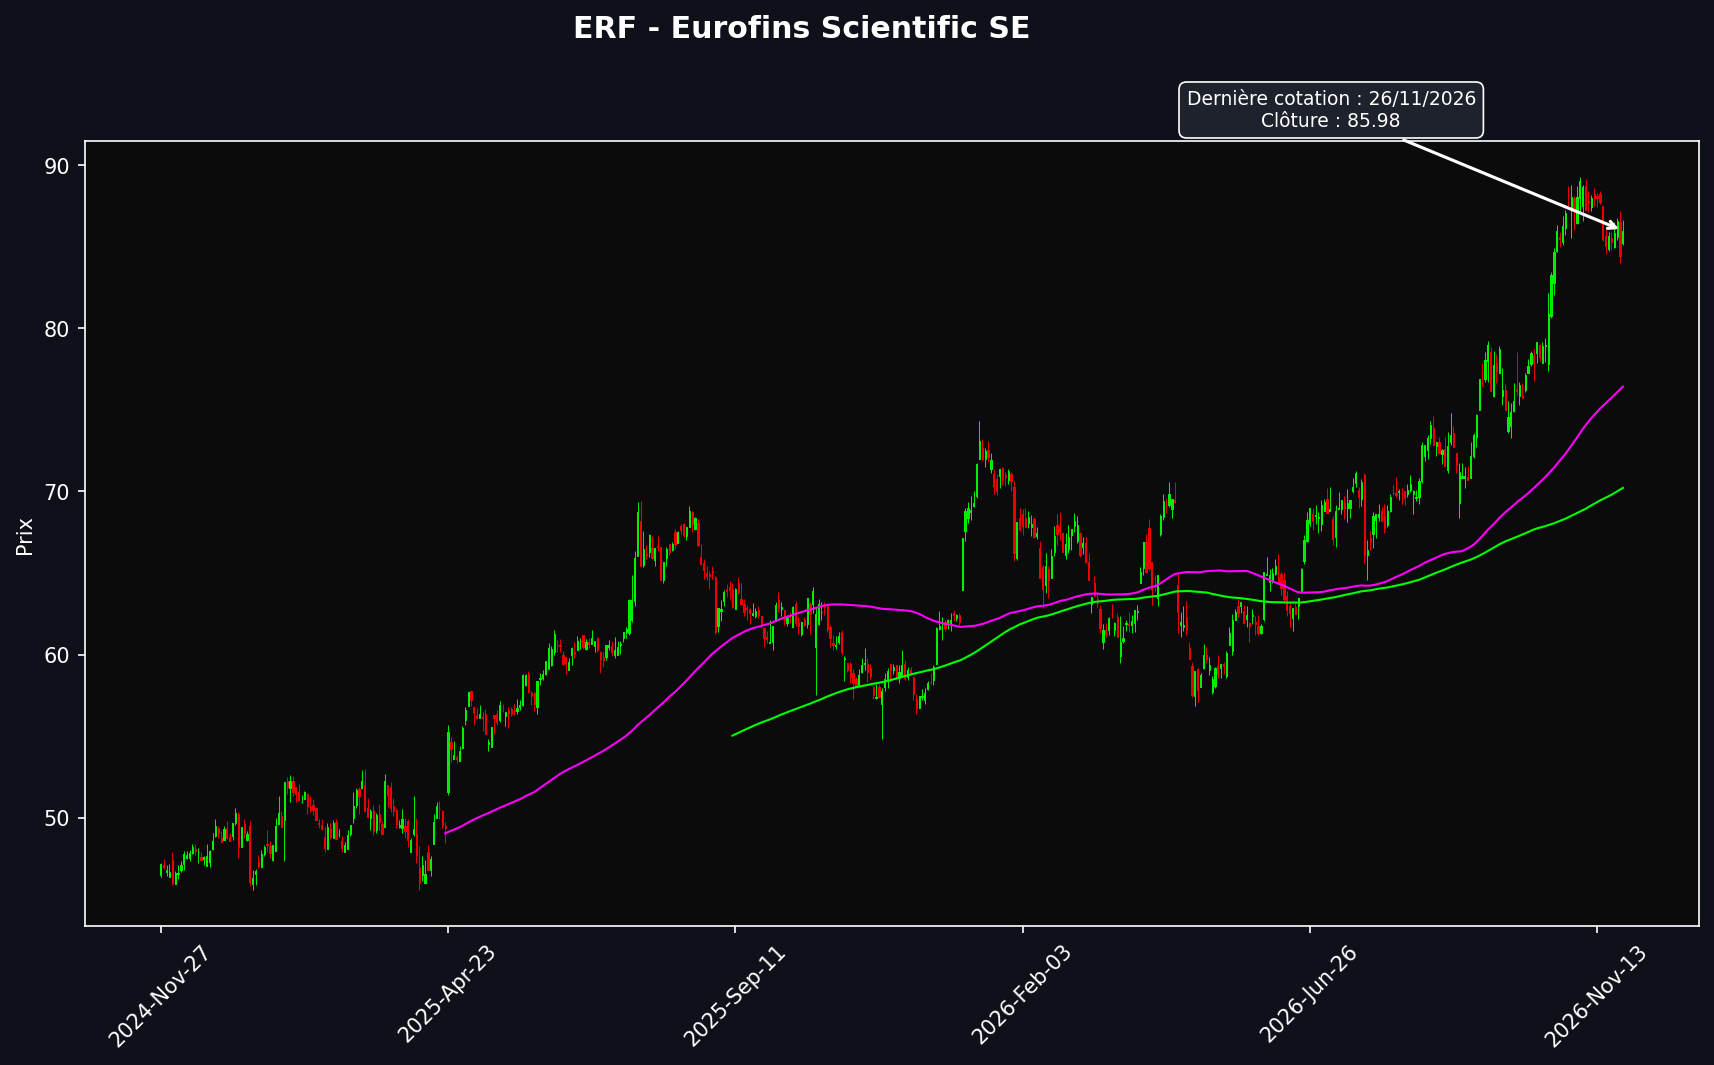 ERF - Eurofins Scientific SE
Dernière cotation : 26/11/2026
Clôture : 85.98
Prix
90
80
70
60
50
2024-Nov-27
2025-Apr-23
2025-Sep-11
2026-Feb-03
2026-Jun-26
2026-Nov-13